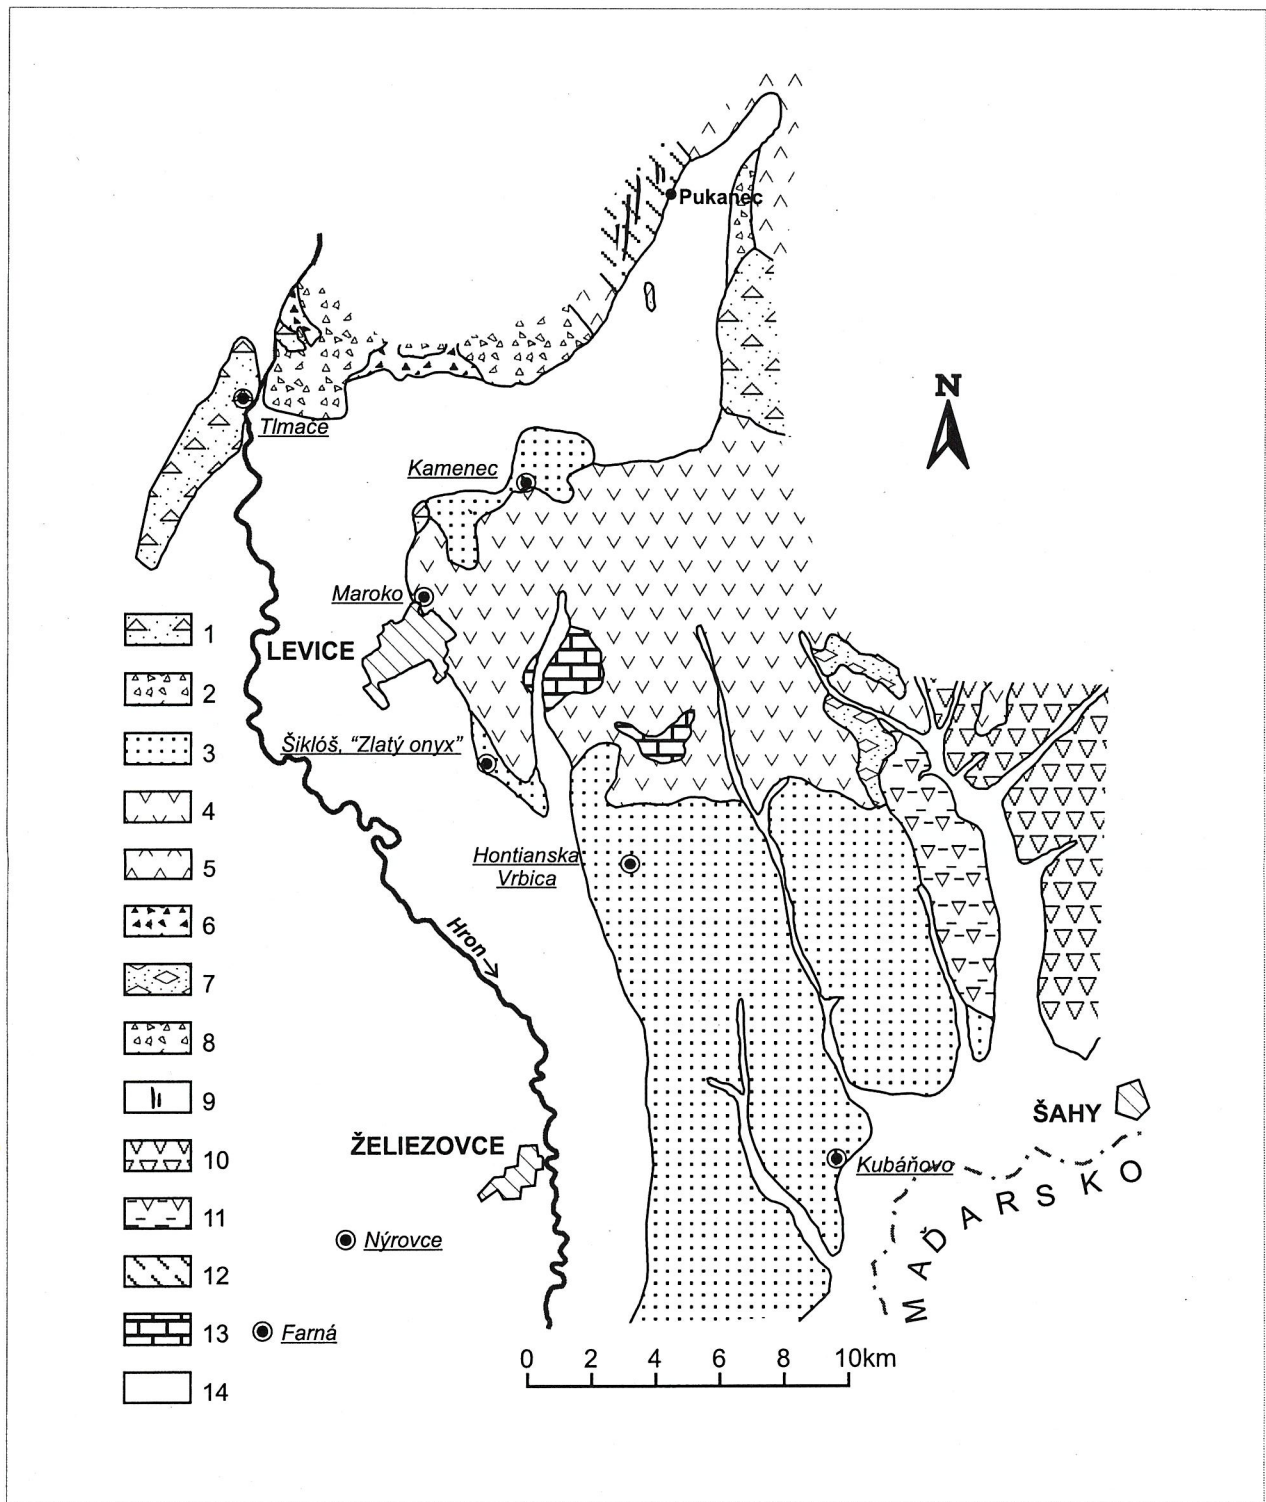 Pukanec
N
Tlmače
Kamenec
Maroko
LEVICE
Šiklóš, "Zlatý onyx"
Hontianska
Vrbica
Hron
ŠAHY
ŽELIEZOVCE
Kubáňovo
MAĎARSKO
Nýrovce
Farná
1
2
3
4
5
6
7
8
9
10
11
12
13
14
0 2 4 6 8 10km